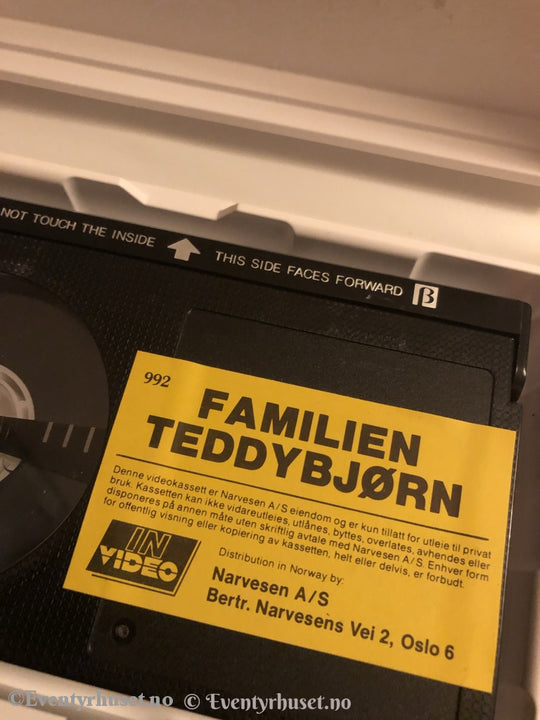 NOT TOUCH THE INSIDE
THIS SIDE FACES FORWARD β
992
FAMILIEN
TEDDYBJØRN
Denne videokassett er Narvesen A/S eiendom og er kun tillatt for utleie til privat
bruk. Kassetten kan ikke vidareutleies, utlånes, byttes, overlates, avhendes eller
disponeres på annen måte uten skriftlig avtale med Narvesen A/S. Enhver form
for offentlig visning eller kopiering av kassetten, helt eller delvis, er forbudt.
IN
VIDEO
Distribution in Norway by:
Narvesen A/S
Bertr. Narvesens Vei 2, Oslo 6
© Eventyrhuset.no © Eventyrhuset.no